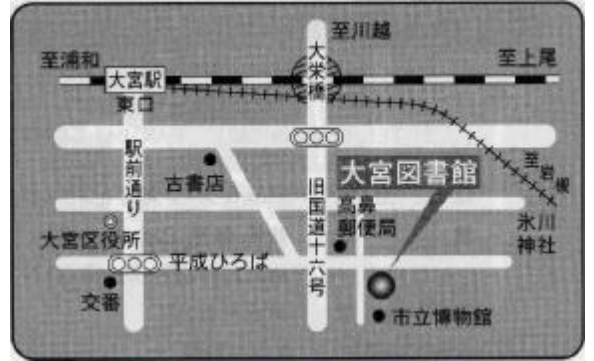 至川越
至浦和
至上尾
大宮駅
大栄橋
東口
駅前通り
古書店
大宮図書館
至岩槻
旧国道十六号
高鼻
郵便局
氷川
神社
大宮区役所
平成ひろば
交番
市立博物館